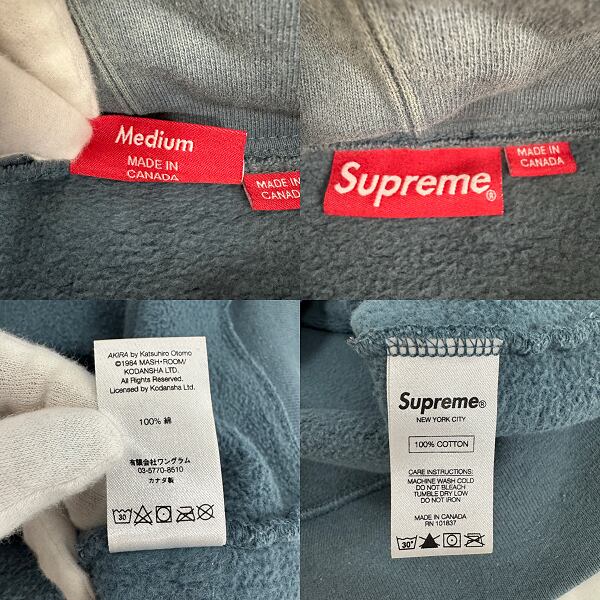 Medium
MADE IN
CANADA
MADE IN
CANADA
Supreme®
MADE IN
CANADA
AKIRA by Katsuhiro Otomo
©1984 MASH•ROOM/
KODANSHA LTD.
All Rights Reserved.
Licensed by Kodansha Ltd.
100% 綿
有限会社ワングラム
03-5770-8510
カナダ製
30
Supreme®
NEW YORK CITY
100% COTTON
CARE INSTRUCTIONS:
MACHINE WASH COLD
DO NOT BLEACH
TUMBLE DRY LOW
DO NOT IRON
MADE IN CANADA
RN 101837
30°